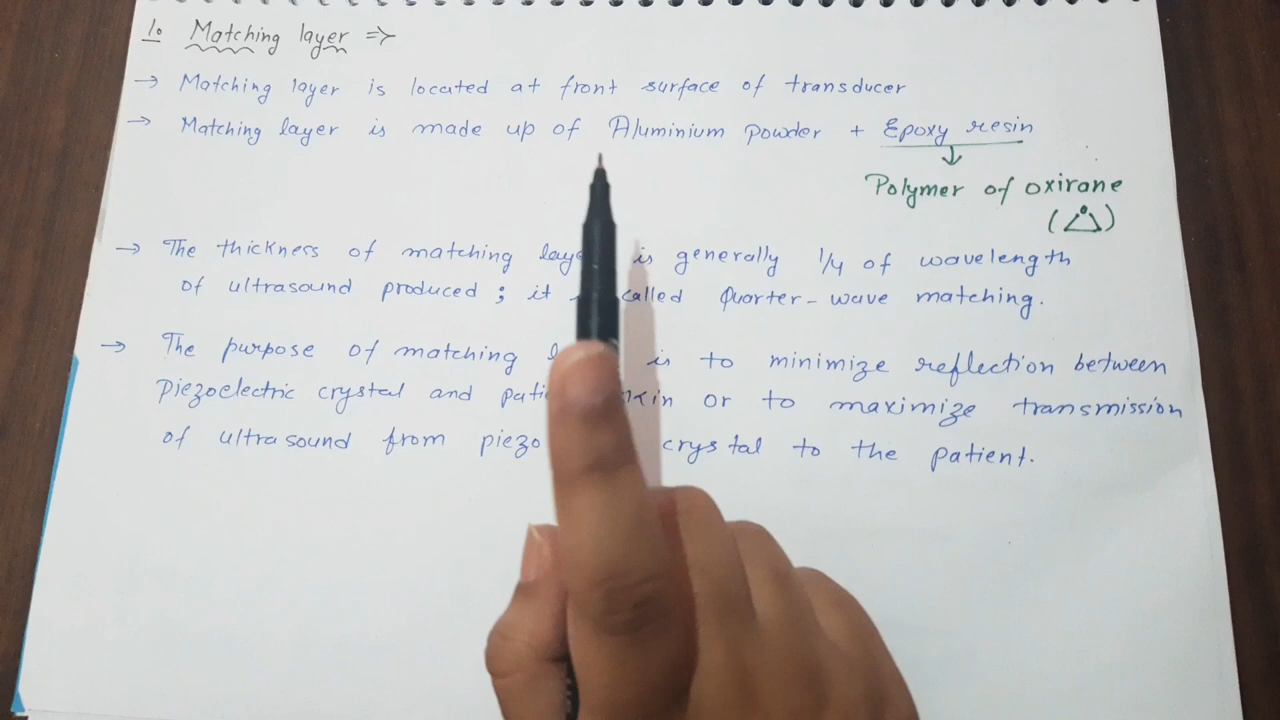 1. Matching layer =>
→ Matching layer is located at front surface of transducer
→ Matching layer is made up of Aluminium powder + Epoxy resin
↓
Polymer of oxirane
(△)
→ The thickness of matching laye is generally 1/4 of wavelength
of ultrasound produced ; it called Quarter-wave matching.
→ The purpose of matching is to minimize reflection between
piezoelectric crystal and skin or to maximize transmission
of ultrasound from piezo crystal to the patient.